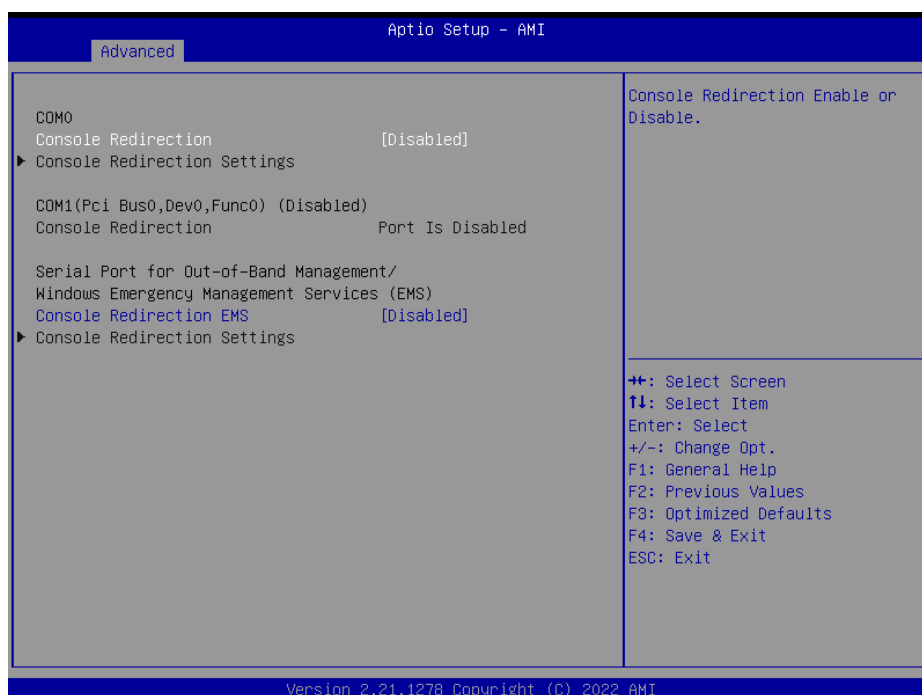 Aptio Setup – AMI
Advanced
COM0
Console Redirection [Disabled]
Console Redirection Settings
COM1(Pci Bus0,Dev0,Func0) (Disabled)
Console Redirection Port Is Disabled
Serial Port for Out-of-Band Management/
Windows Emergency Management Services (EMS)
Console Redirection EMS [Disabled]
Console Redirection Settings
Console Redirection Enable or
Disable.
→←: Select Screen
↑↓: Select Item
Enter: Select
+/-: Change Opt.
F1: General Help
F2: Previous Values
F3: Optimized Defaults
F4: Save & Exit
ESC: Exit
Version 2.21.1278 Copyright (C) 2022 AMI